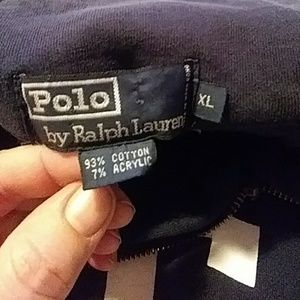 Polo
by Ralph Lauren
XL
93% COTTON
7% ACRYLIC